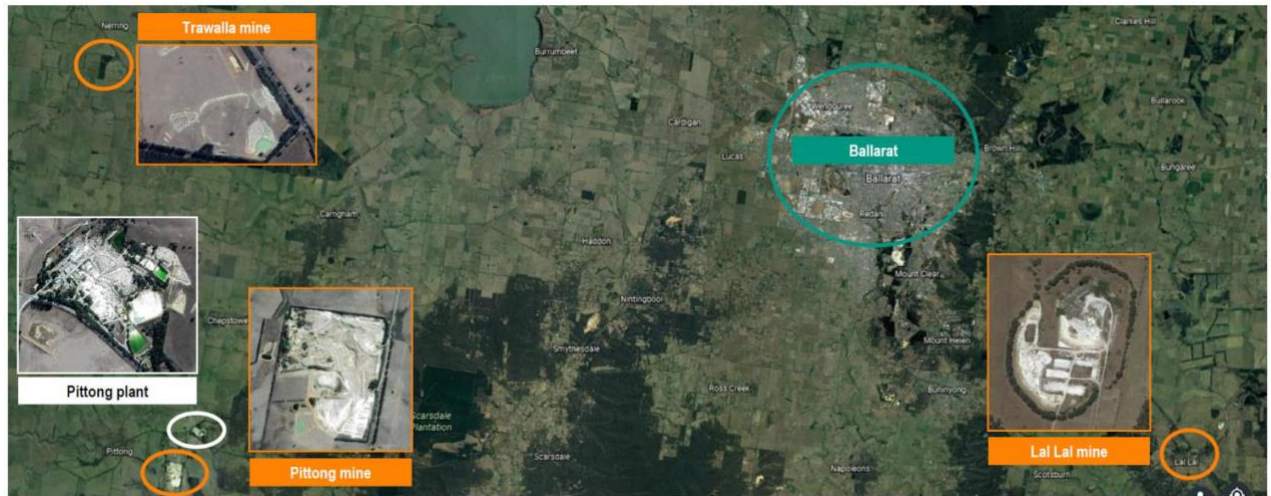 Nerring
Trawalla mine
Burrumbeet
Clarkes Hill
Wendouree
Bullarook
Cardigan
Lucas
Ballarat
Brown Hill
Bungaree
Ballarat
Carngham
Redan
Haddon
Mount Clear
Nintingbool
Chepstowe
Smythesdale
Mount Helen
Pittong plant
Ross Creek
Buninyong
Scarsdale
Plantation
Pittong
Scarsdale
Pittong mine
Napoleons
Lal Lal mine
Scotsburn
Lal Lal